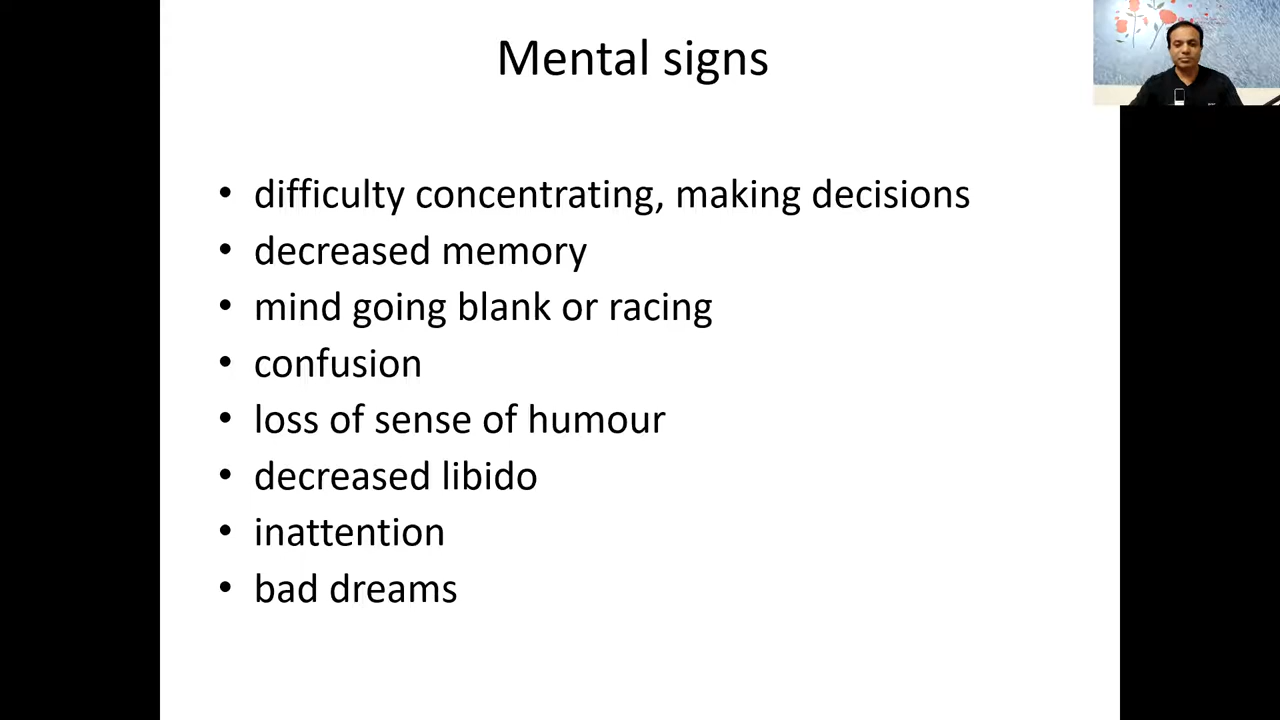 Mental signs
• difficulty concentrating, making decisions
• decreased memory
• mind going blank or racing
• confusion
• loss of sense of humour
• decreased libido
• inattention
• bad dreams